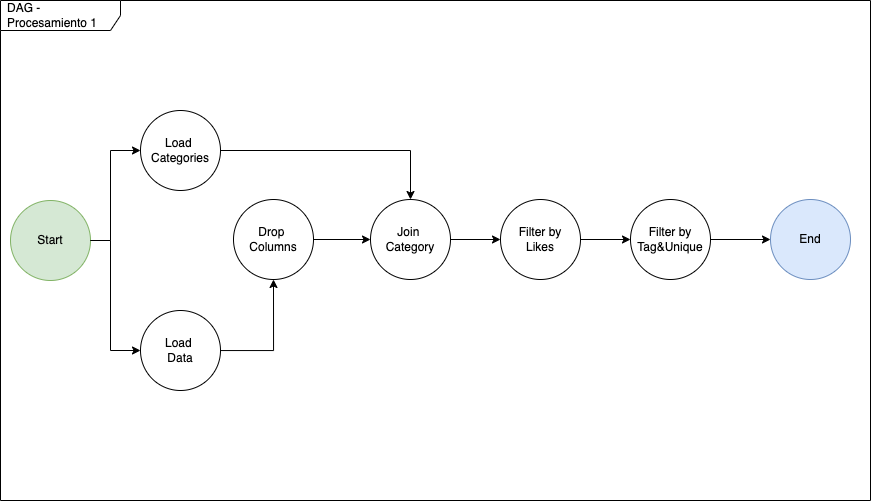 DAG -
Procesamiento 1
Load
Categories
Start
Drop
Columns
Join
Category
Filter by
Likes
Filter by
Tag&Unique
End
Load
Data